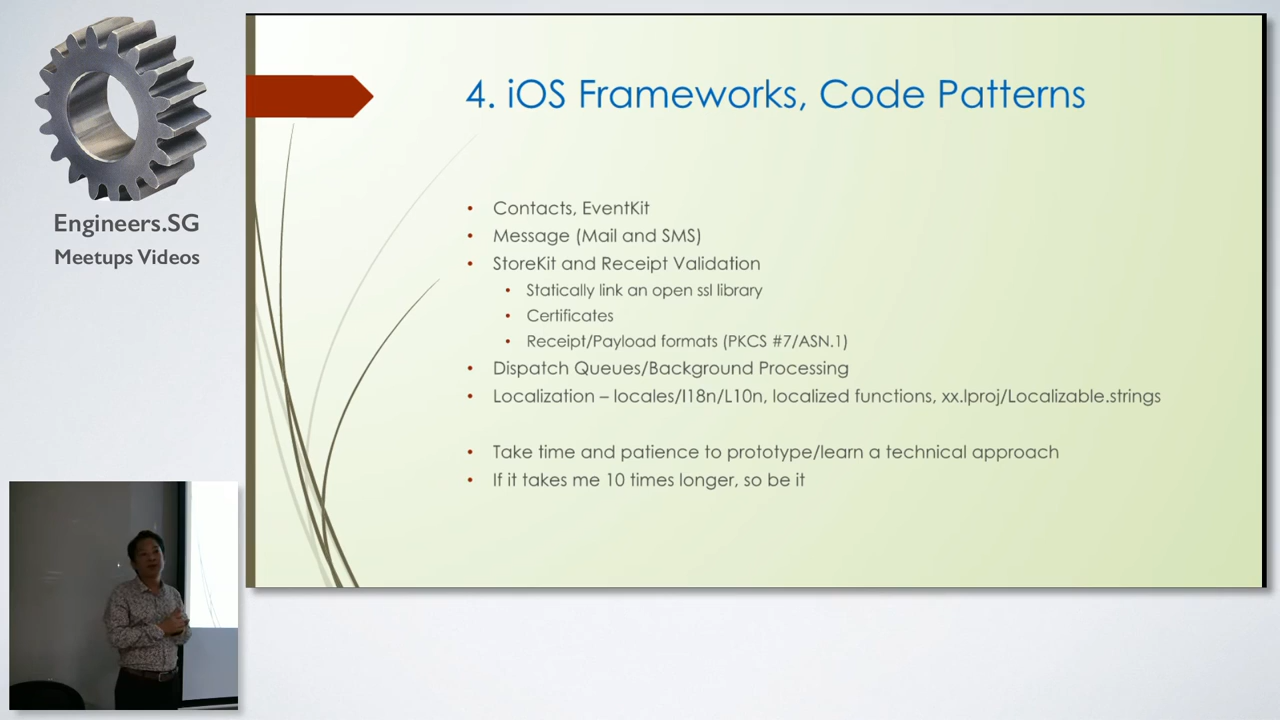 Engineers.SG
Meetups Videos
4. iOS Frameworks, Code Patterns
• Contacts, EventKit
• Message (Mail and SMS)
• StoreKit and Receipt Validation
• Statically link an open ssl library
• Certificates
• Receipt/Payload formats (PKCS #7/ASN.1)
• Dispatch Queues/Background Processing
• Localization – locales/I18n/L10n, localized functions, xx.lproj/Localizable.strings
• Take time and patience to prototype/learn a technical approach
• If it takes me 10 times longer, so be it